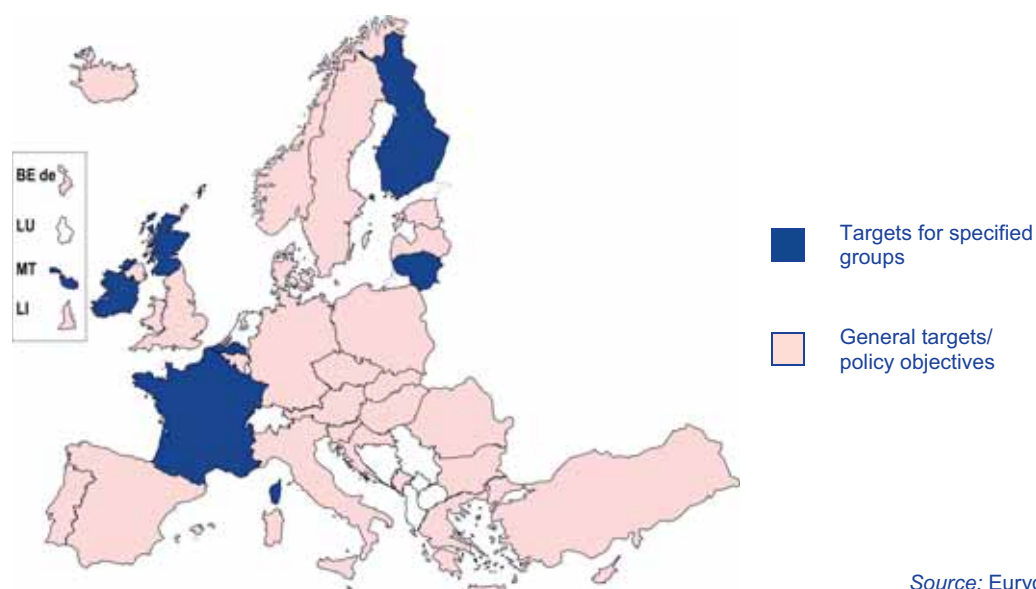 BE de
LU
MT
LI
Targets for specified
groups
General targets/
policy objectives
Source: